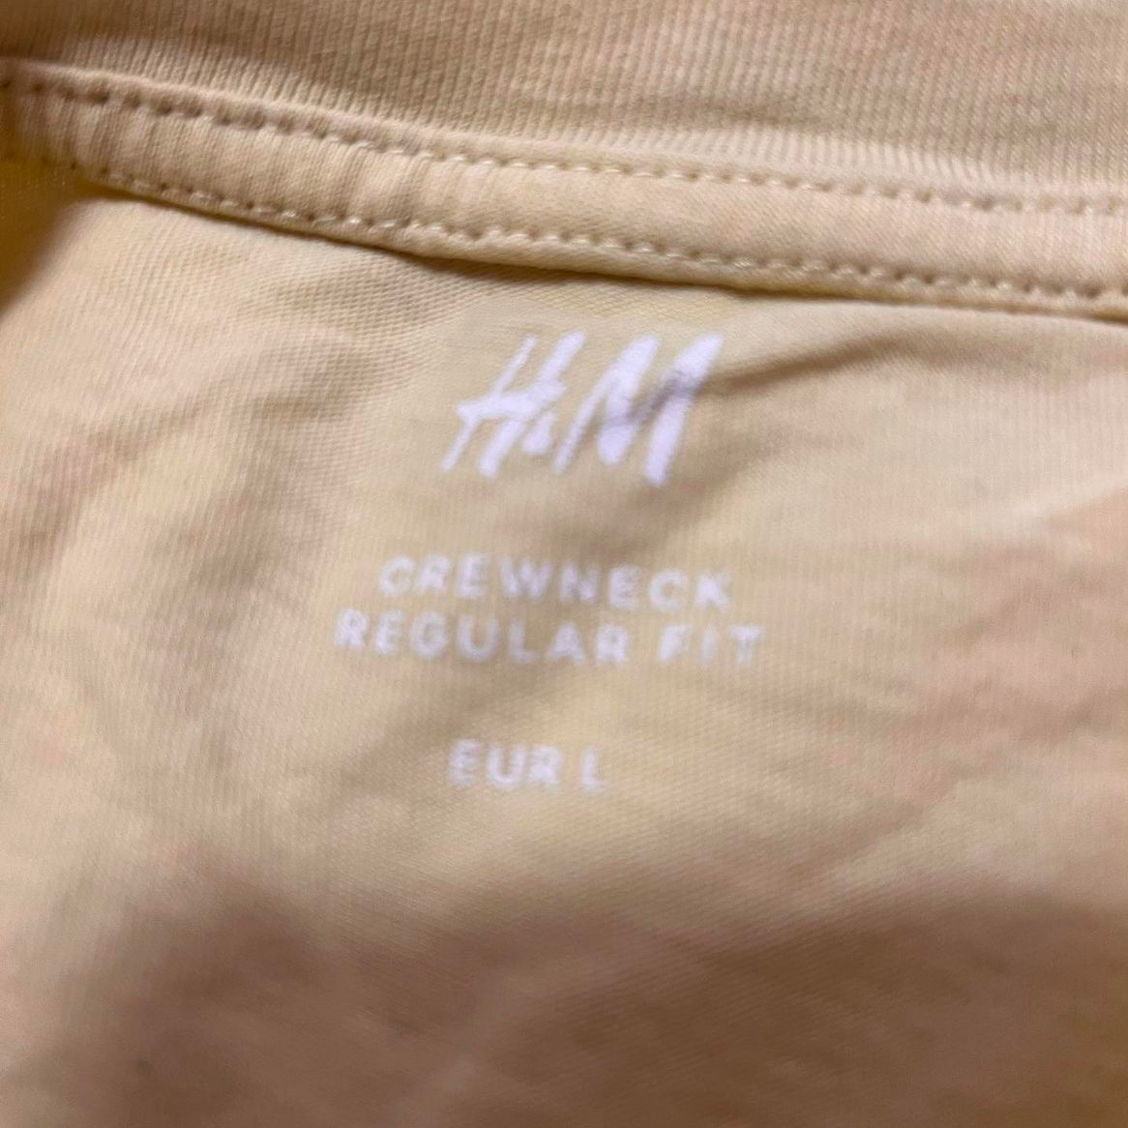 H&M
CREWNECK
REGULAR FIT
EUR L